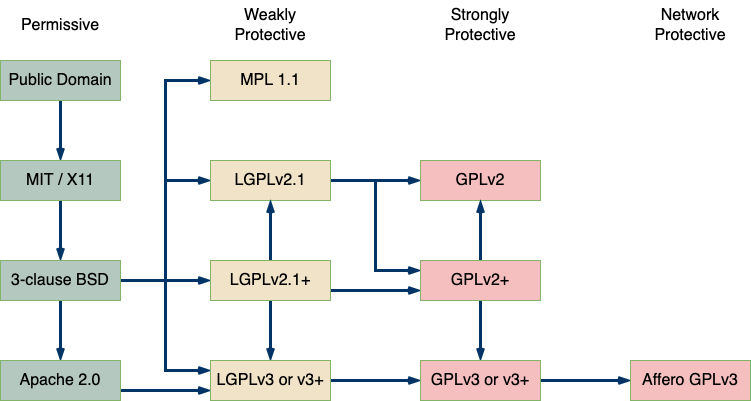 Permissive
Weakly
Protective
Strongly
Protective
Network
Protective
Public Domain
MPL 1.1
MIT / X11
LGPLv2.1
GPLv2
3-clause BSD
LGPLv2.1+
GPLv2+
Apache 2.0
LGPLv3 or v3+
GPLv3 or v3+
Affero GPLv3